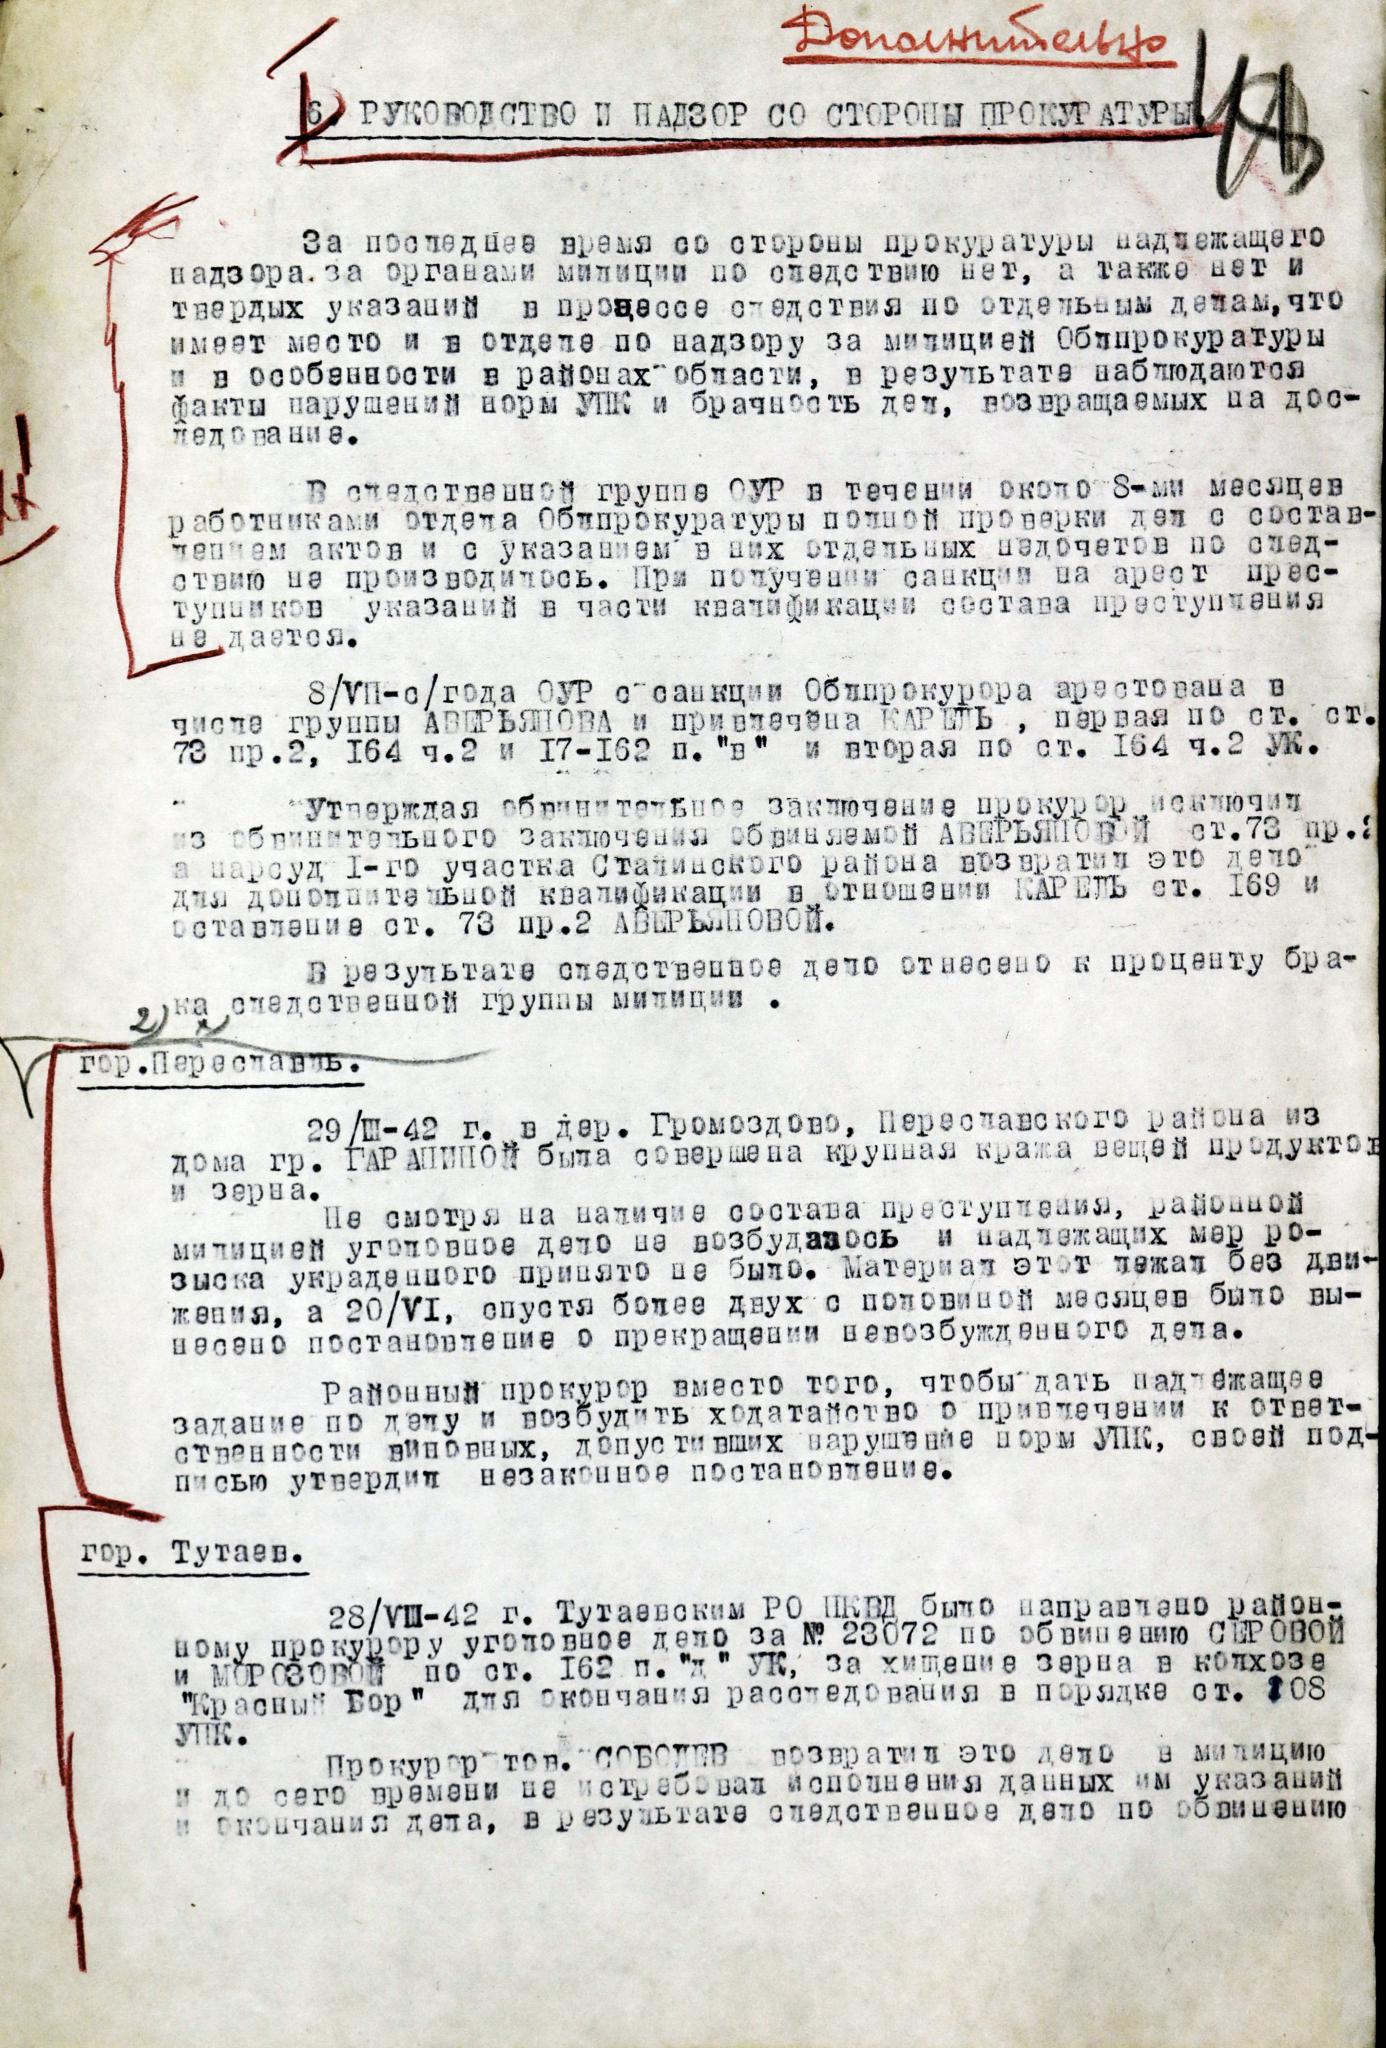 Дополнительно
6. РУКОВОДСТВО И НАДЗОР СО СТОРОНЫ ПРОКУРАТУРЫ
За последнее время со стороны прокуратуры надлежащего
надзора за органами милиции по следствию нет, а также нет и
твердых указаний в процессе следствия по отдельным делам, что
имеет место и в отделе по надзору за милицией Облпрокуратуры
и в особенности в районах области, в результате наблюдаются
факты нарушений норм УПК и брачность дел, возвращаемых на дос-
ледование.
В следственной группе ОУР в течении около 8-ми месяцев
работниками отдела Облпрокуратуры полной проверки дел с состав-
лением актов и с указанием в них отдельных недочетов по след-
ствию не производилось. При получении санкции на арест прес-
тупников указаний в части квалификации состава преступления
не дается.
8/VII-с/года ОУР с санкции Облпрокурора арестована в
числе группы АВЕРЬЯНОВА и привлечена КАРЕЛЬ , первая по ст. ст.
73 пр.2, I64 ч.2 и I7-I62 п. "в" и вторая по ст. I64 ч.2 УК.
Утверждая обвинительное заключение прокурор исключил
из обвинительного заключения обвиняемой АВЕРЬЯНОВОЙ ст.73 пр.2
а нарсуд I-го участка Сталинского района возвратил это дело
для дополнительной квалификации в отношении КАРЕЛЬ ст. I69 и
оставление ст. 73 пр.2 АВЕРЬЯНОВОЙ.
В результате следственное дело отнесено к проценту бра-
ка следственной группы милиции .
2)
гор.Переславль.
29/III-42 г. в дер. Громоздово, Переславского района из
дома гр. ГАРАНИНОЙ была совершена крупная кража вещей продуктов
и зерна.
Не смотря на наличие состава преступления, районной
милицией уголовное дело не возбудалось и надлежащих мер ро-
зыска украденного принято не было. Материал этот лежал без дви-
жения, а 20/VI, спустя более двух с половиной месяцев было вы-
несено постановление о прекращении невозбужденного дела.
Районный прокурор вместо того, чтобы дать надлежащее
задание по делу и возбудить ходатайство о привлечении к ответ-
ственности виновных, допустивших нарушение норм УПК, своей под-
писью утвердил незаконное постановление.
гор. Тутаев.
28/VIII-42 г. Тутаевским РО НКВД было направлено район-
ному прокурору уголовное дело за № 23072 по обвинению СЕРОВОЙ
и МОРОЗОВОЙ по ст. I62 п. "д" УК, за хищение зерна в колхозе
"Красный Бор" для окончания расследования в порядке ст. 108
УПК.
Прокурор тов. СОБОЛЕВ возвратил это дело в милицию
и до сего времени не истребовал исполнения данных им указаний
и окончания дела, в результате следственное дело по обвинению